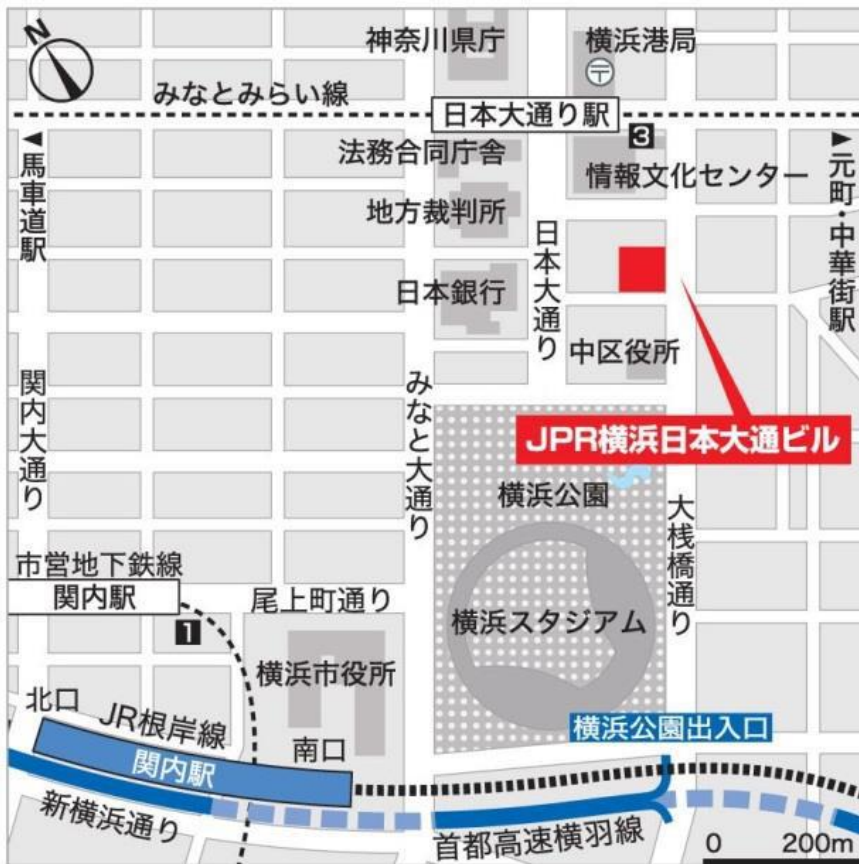 N
神奈川県庁
横浜港局
〒
みなとみらい線
日本大通り駅
3
法務合同庁舎
情報文化センター
馬車道駅
元町・中華街駅
地方裁判所
日本大通り
日本銀行
中区役所
関内大通り
みなと大通り
JPR横浜日本大通ビル
横浜公園
大桟橋通り
市営地下鉄線
関内駅
尾上町通り
1
横浜スタジアム
横浜市役所
北口
JR根岸線
南口
横浜公園出入口
関内駅
新横浜通り
首都高速横羽線
0 200m